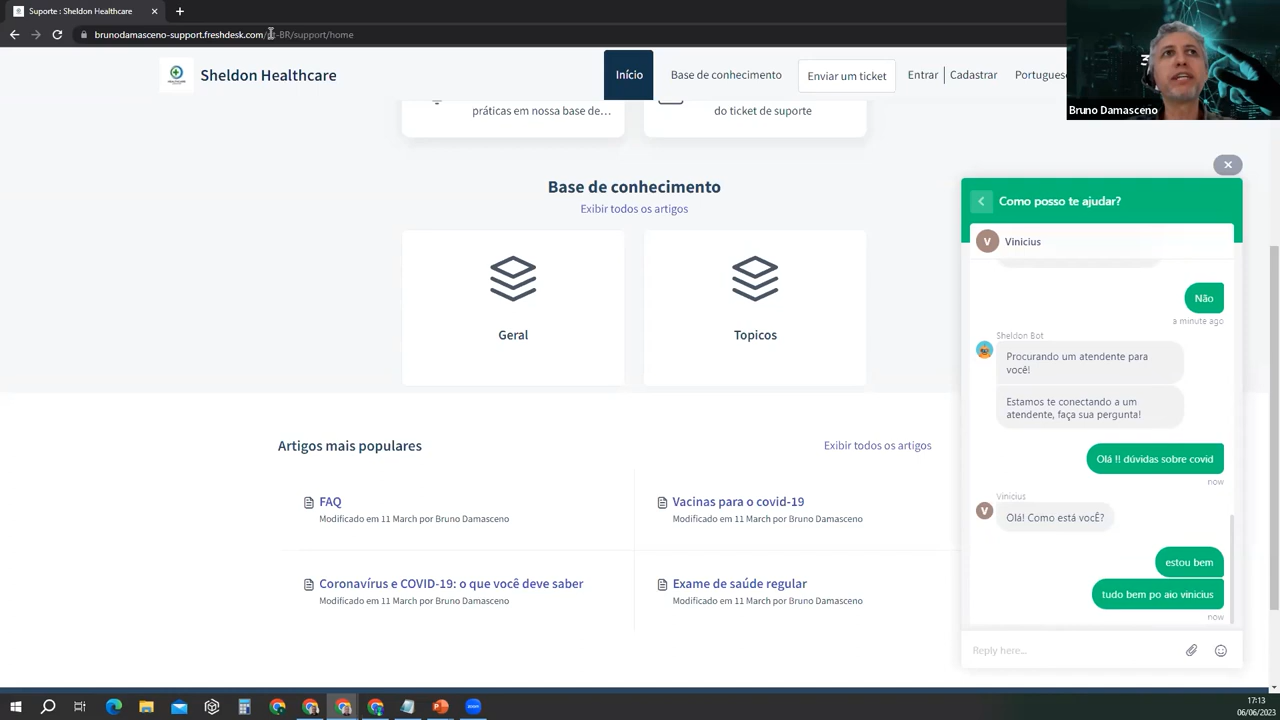 Suporte : Sheldon Healthcare
brunodamasceno-support.freshdesk.com/pt-BR/support/home
Sheldon Healthcare
Início
Base de conhecimento
Enviar um ticket
Entrar
Cadastrar
Portugues
Bruno Damasceno
práticas em nossa base de…
do ticket de suporte
Base de conhecimento
Exibir todos os artigos
Geral
Topicos
Artigos mais populares
Exibir todos os artigos
FAQ
Modificado em 11 March por Bruno Damasceno
Vacinas para o covid-19
Modificado em 11 March por Bruno Damasceno
Coronavírus e COVID-19: o que você deve saber
Modificado em 11 March por Bruno Damasceno
Exame de saúde regular
Modificado em 11 March por Bruno Damasceno
Como posso te ajudar?
V
Vinicius
Não
a minute ago
Sheldon Bot
Procurando um atendente para
você!
Estamos te conectando a um
atendente, faça sua pergunta!
Olá !! dúvidas sobre covid
now
Vinicius
V
Olá! Como está vocÊ?
estou bem
tudo bem po aio vinicius
now
Reply here...
17:13
06/06/2023